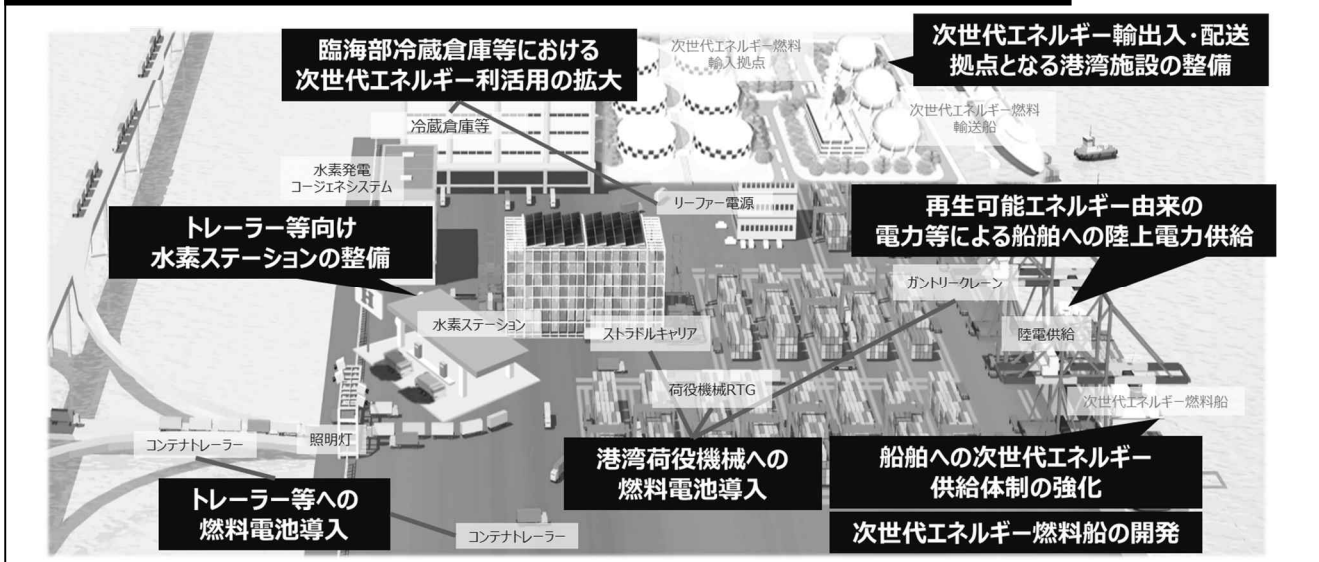 臨海部冷蔵倉庫等における
次世代エネルギー利活用の拡大
次世代エネルギー燃料
輸入拠点
次世代エネルギー輸出入・配送
拠点となる港湾施設の整備
次世代エネルギー燃料
輸送船
冷蔵倉庫等
水素発電
コージェネシステム
リーファー電源
再生可能エネルギー由来の
電力等による船舶への陸上電力供給
トレーラー等向け
水素ステーションの整備
ガントリークレーン
H
水素ステーション
ストラドルキャリア
陸電供給
荷役機械RTG
次世代エネルギー燃料船
コンテナトレーラー
照明灯
港湾荷役機械への
燃料電池導入
船舶への次世代エネルギー
供給体制の強化
トレーラー等への
燃料電池導入
コンテナトレーラー
次世代エネルギー燃料船の開発